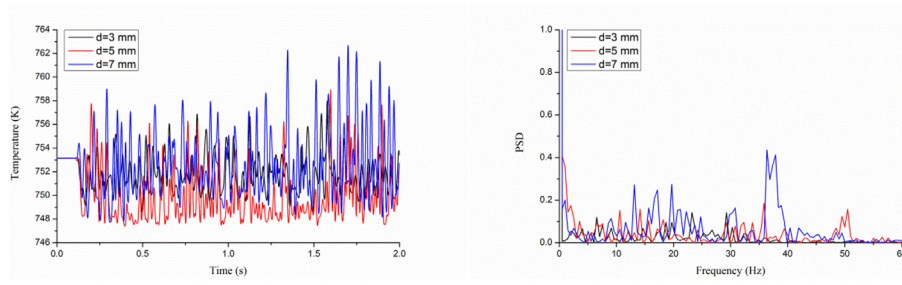 764
762
760
758
756
754
752
750
748
746
Temperature (K)
d=3 mm
d=5 mm
d=7 mm
0.0
0.5
1.0
1.5
2.0
Time (s)
1.0
0.8
0.6
0.4
0.2
0.0
PSD
d=3 mm
d=5 mm
d=7 mm
0
10
20
30
40
50
60
Frequency (Hz)